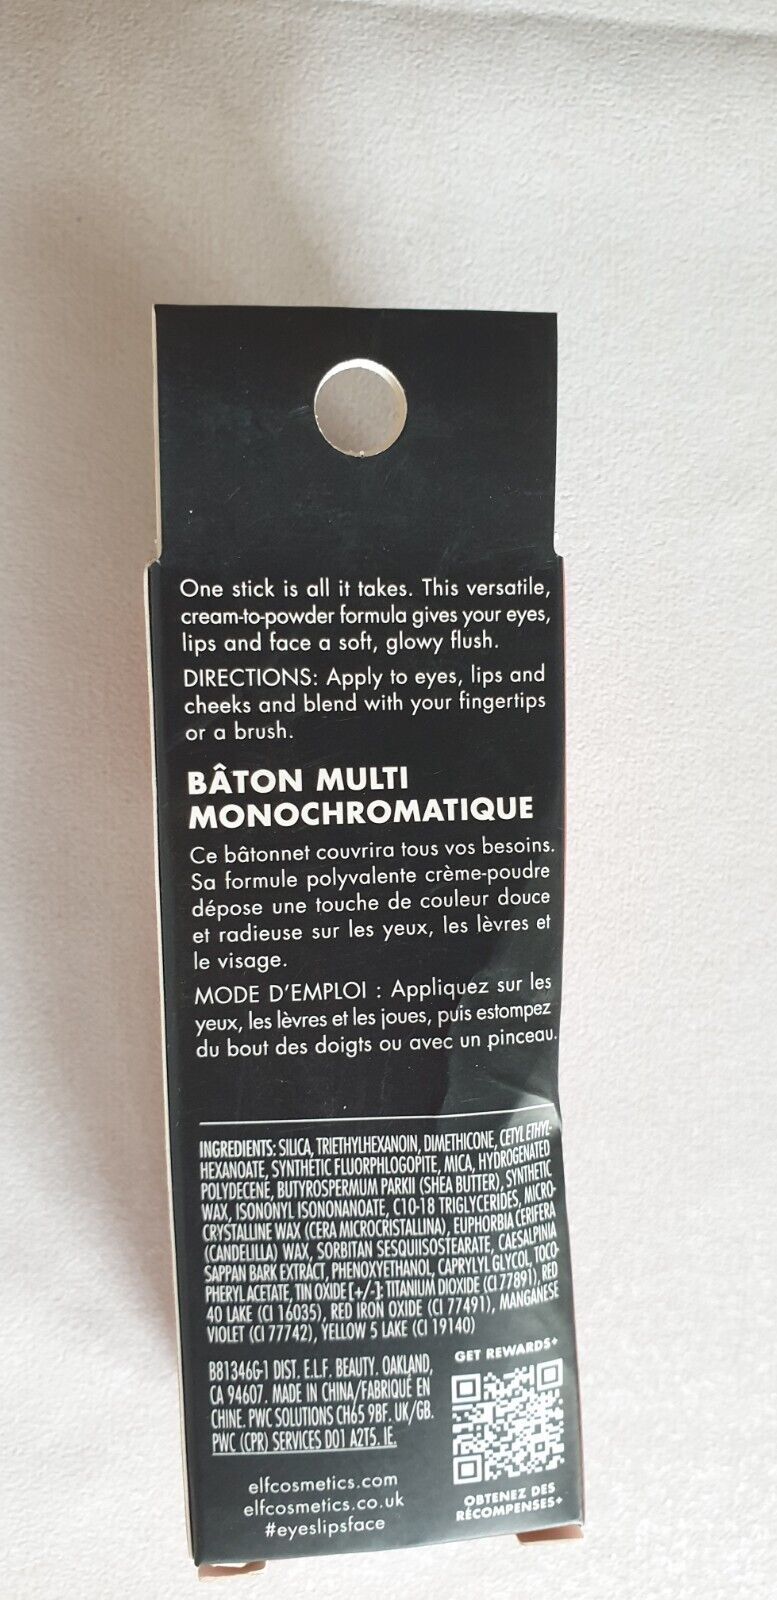 One stick is all it takes. This versatile,
cream-to-powder formula gives your eyes,
lips and face a soft, glowy flush.
DIRECTIONS: Apply to eyes, lips and
cheeks and blend with your fingertips
or a brush.
BÂTON MULTI
MONOCHROMATIQUE
Ce bâtonnet couvrira tous vos besoins.
Sa formule polyvalente crème-poudre
dépose une touche de couleur douce
et radieuse sur les yeux, les lèvres et
le visage.
MODE D'EMPLOI : Appliquez sur les
yeux, les lèvres et les joues, puis estompez
du bout des doigts ou avec un pinceau.
INGREDIENTS: SILICA, TRIETHYLHEXANOIN, DIMETHICONE, CETYL ETHYL-
HEXANOATE, SYNTHETIC FLUORPHLOGOPITE, MICA, HYDROGENATED
POLYDECENE, BUTYROSPERMUM PARKII (SHEA BUTTER), SYNTHETIC
WAX, ISONONYL ISONONANOATE, C10-18 TRIGLYCERIDES, MICRO-
CRYSTALLINE WAX (CERA MICROCRISTALLINA), EUPHORBIA CERIFERA
(CANDELILLA) WAX, SORBITAN SESQUIISOSTEARATE, CAESALPINIA
SAPPAN BARK EXTRACT, PHENOXYETHANOL, CAPRYLYL GLYCOL, TOCO-
PHERYL ACETATE, TIN OXIDE [+/-]: TITANIUM DIOXIDE (CI 77891), RED
40 LAKE (CI 16035), RED IRON OXIDE (CI 77491), MANGANESE
VIOLET (CI 77742), YELLOW 5 LAKE (CI 19140)
B81346G-1 DIST. E.L.F. BEAUTY. OAKLAND,
CA 94607. MADE IN CHINA/FABRIQUÉ EN
CHINE. PWC SOLUTIONS CH65 9BF. UK/GB.
PWC (CPR) SERVICES D01 A2T5. IE.
elfcosmetics.com
elfcosmetics.co.uk
#eyeslipsface
GET REWARDS+
OBTENEZ DES
RÉCOMPENSES+